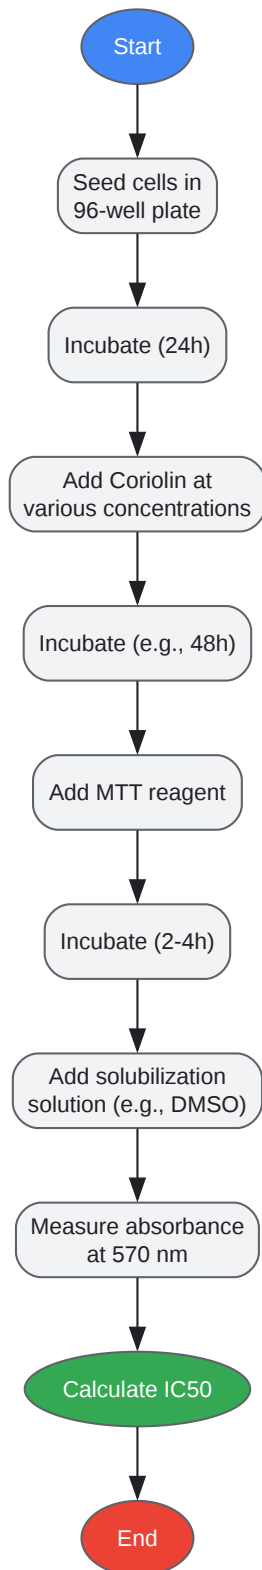 Start
Seed cells in
96-well plate
Incubate (24h)
Add Coriolin at
various concentrations
Incubate (e.g., 48h)
Add MTT reagent
Incubate (2-4h)
Add solubilization
solution (e.g., DMSO)
Measure absorbance
at 570 nm
Calculate IC50
End